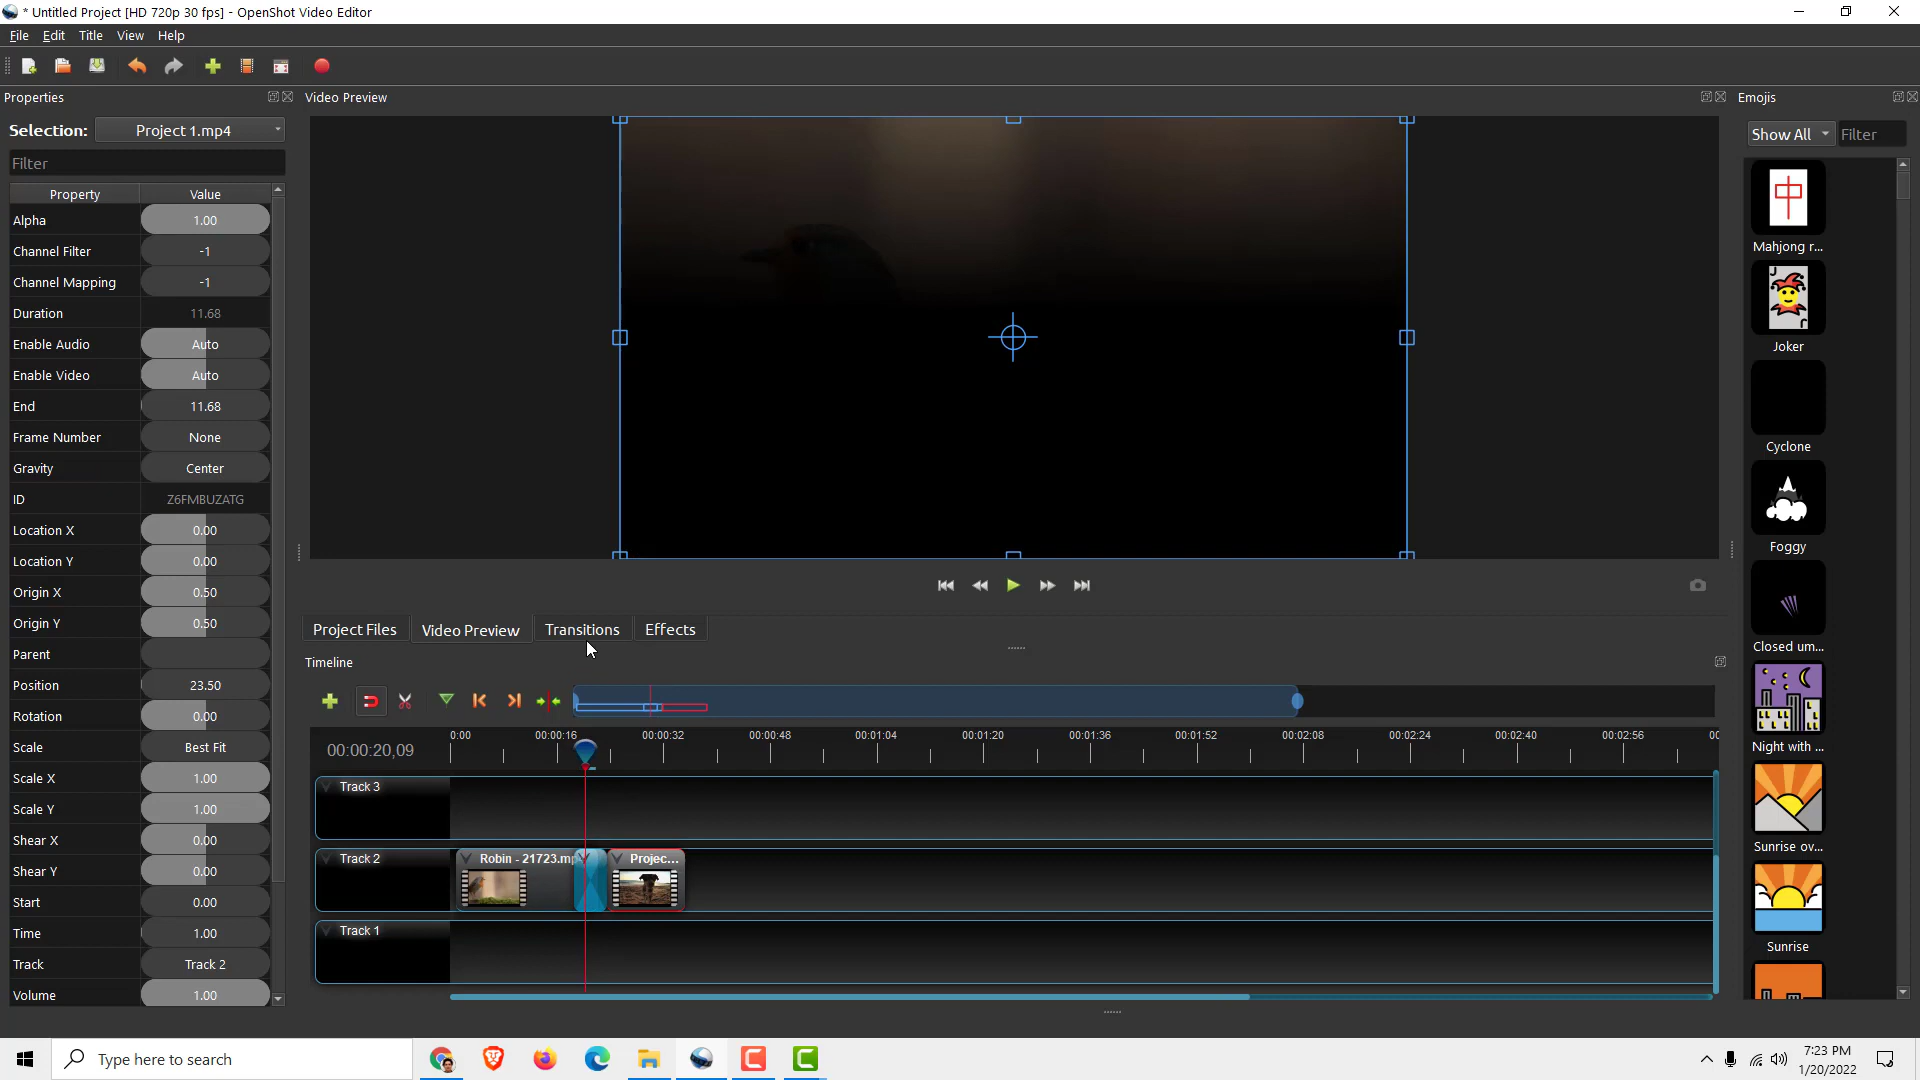 * Untitled Project [HD 720p 30 fps] - OpenShot Video Editor
File Edit Title View Help
Properties
Selection: Project 1.mp4
Filter
Property Value
Alpha 1.00
Channel Filter -1
Channel Mapping -1
Duration 11.68
Enable Audio Auto
Enable Video Auto
End 11.68
Frame Number None
Gravity Center
ID Z6FMBUZATG
Location X 0.00
Location Y 0.00
Origin X 0.50
Origin Y 0.50
Parent
Position 23.50
Rotation 0.00
Scale Best Fit
Scale X 1.00
Scale Y 1.00
Shear X 0.00
Shear Y 0.00
Start 0.00
Time 1.00
Track Track 2
Volume 1.00
Video Preview
Project Files Video Preview Transitions Effects
Timeline
00:00:20,09
0:00 00:00:16 00:00:32 00:00:48 00:01:04 00:01:20 00:01:36 00:01:52 00:02:08 00:02:24 00:02:40 00:02:56 00
Track 3
Track 2
Robin - 21723.mp
Projec...
Track 1
Emojis
Show All Filter
中
Mahjong r...
J
J
Joker
Cyclone
Foggy
Closed um...
Night with ...
Sunrise ov...
Sunrise
Type here to search
7:23 PM
1/20/2022